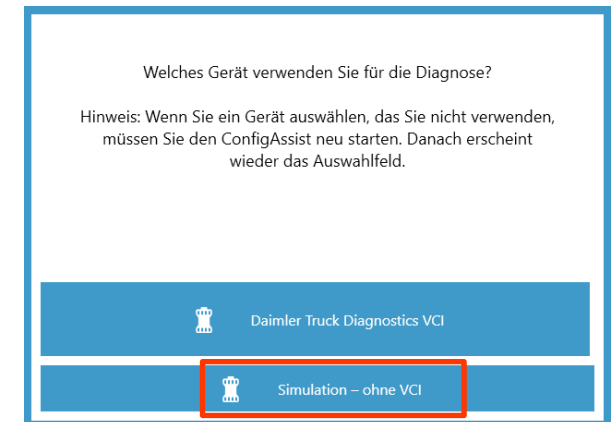 Welches Gerät verwenden Sie für die Diagnose?
Hinweis: Wenn Sie ein Gerät auswählen, das Sie nicht verwenden,
müssen Sie den ConfigAssist neu starten. Danach erscheint
wieder das Auswahlfeld.
Daimler Truck Diagnostics VCI
Simulation – ohne VCI